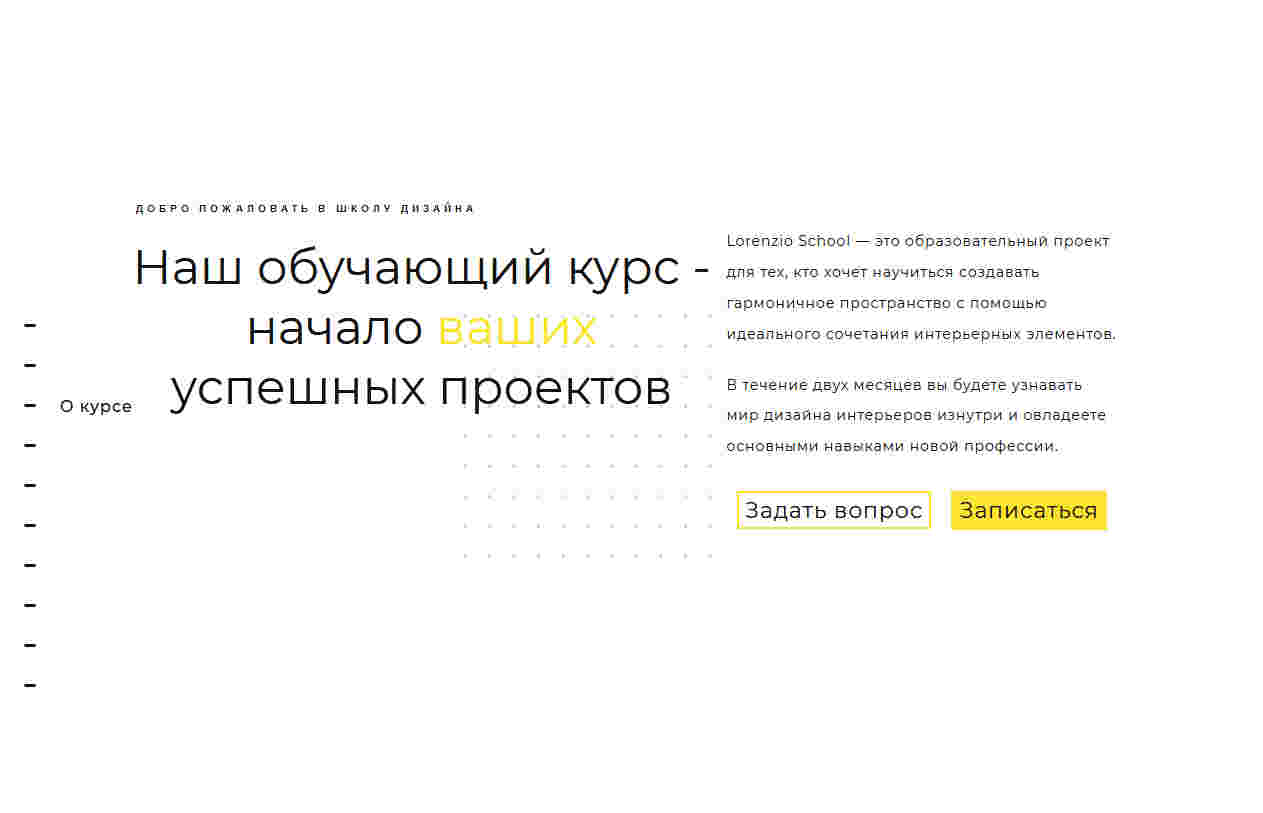 ДОБРО ПОЖАЛОВАТЬ В ШКОЛУ ДИЗАЙНА
Наш обучающий курс -
начало ваших
успешных проектов
О курсе
Lorenzio School — это образовательный проект
для тех, кто хочет научиться создавать
гармоничное пространство с помощью
идеального сочетания интерьерных элементов.
В течение двух месяцев вы будете узнавать
мир дизайна интерьеров изнутри и овладеете
основными навыками новой профессии.
Задать вопрос
Записаться